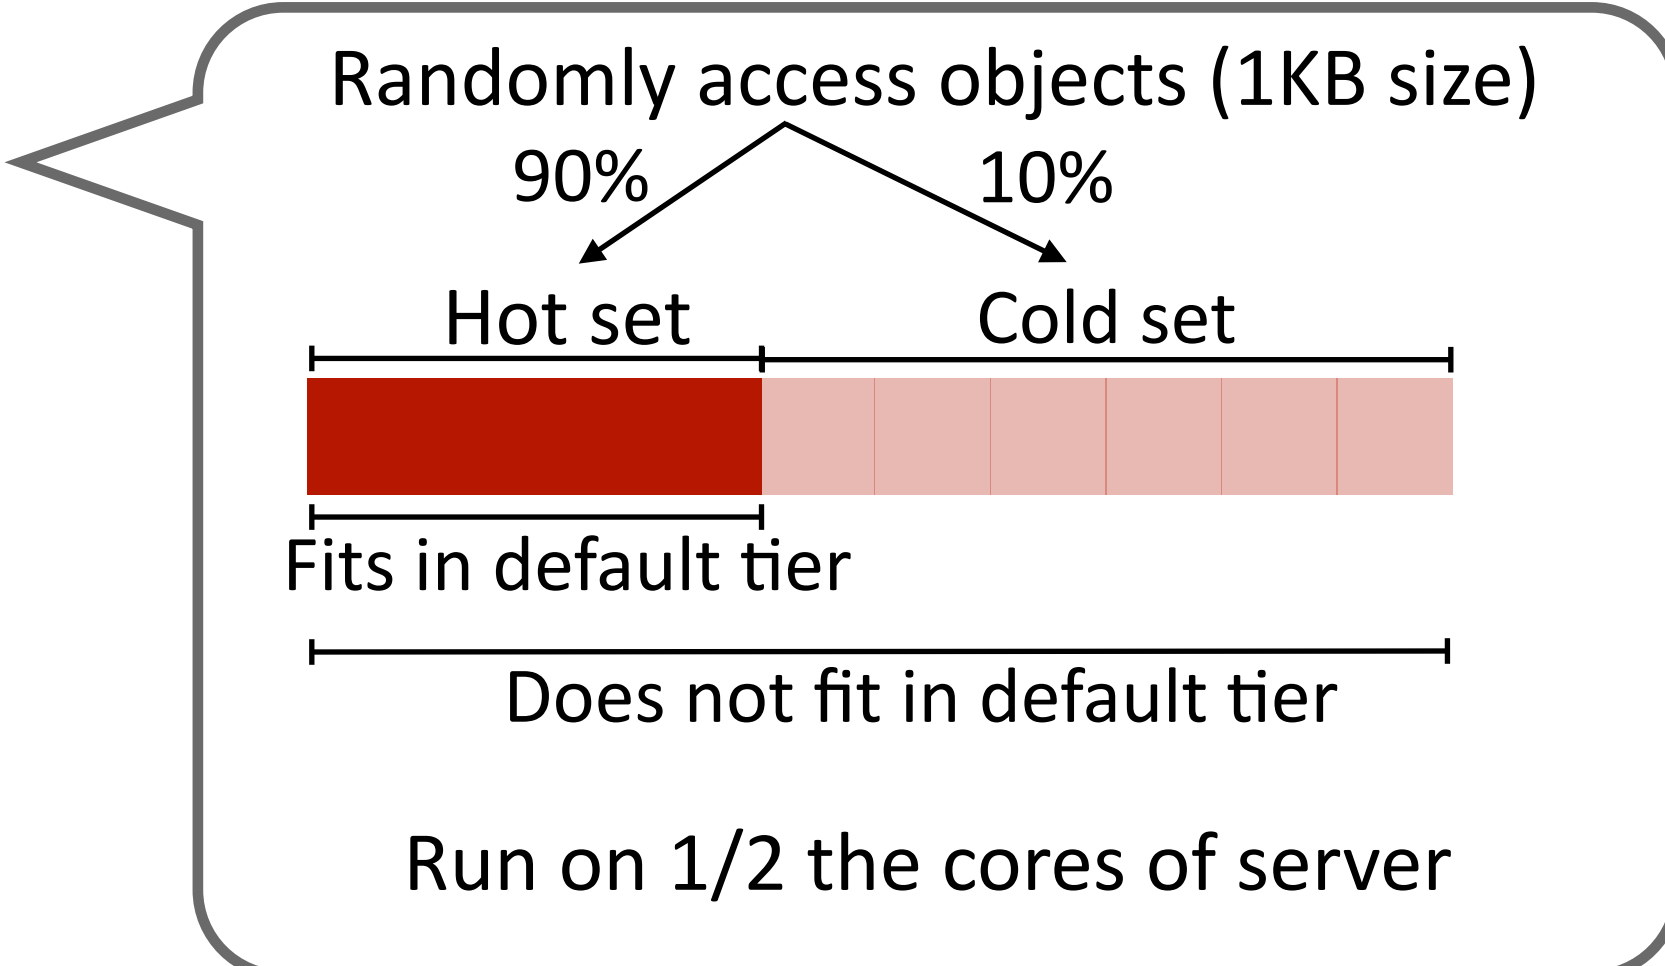 Randomly access objects (1KB size)
90% 10%
Hot set Cold set
Fits in default tier
Does not fit in default tier
Run on 1/2 the cores of server